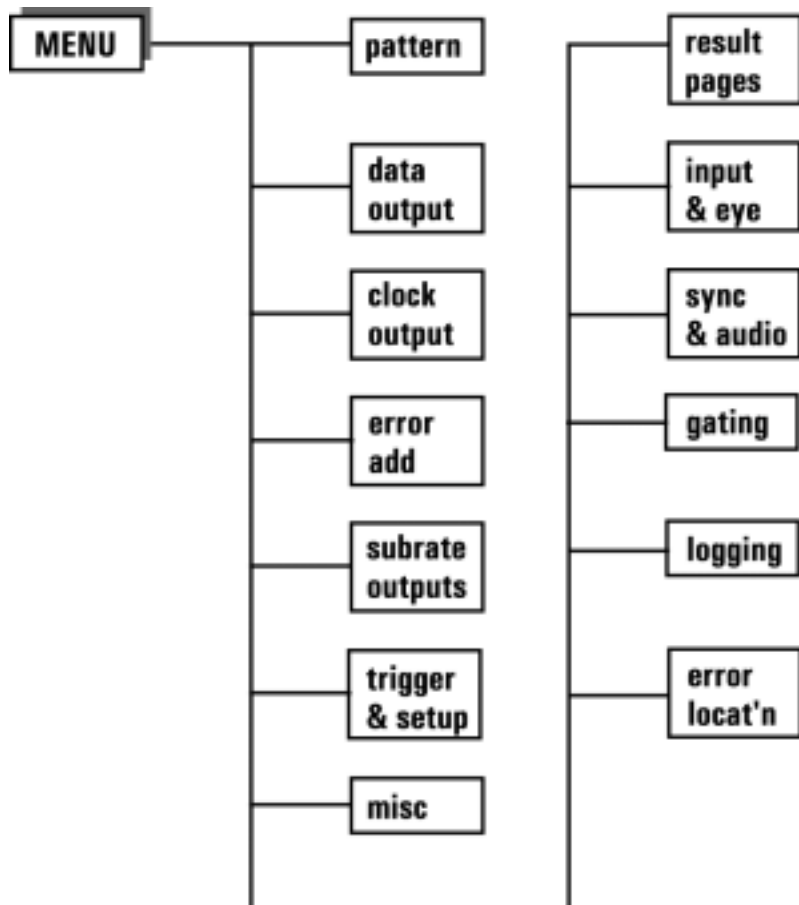 MENU
pattern
data
output
clock
output
error
add
subrate
outputs
trigger
& setup
misc
result
pages
input
& eye
sync
& audio
gating
logging
error
locat'n